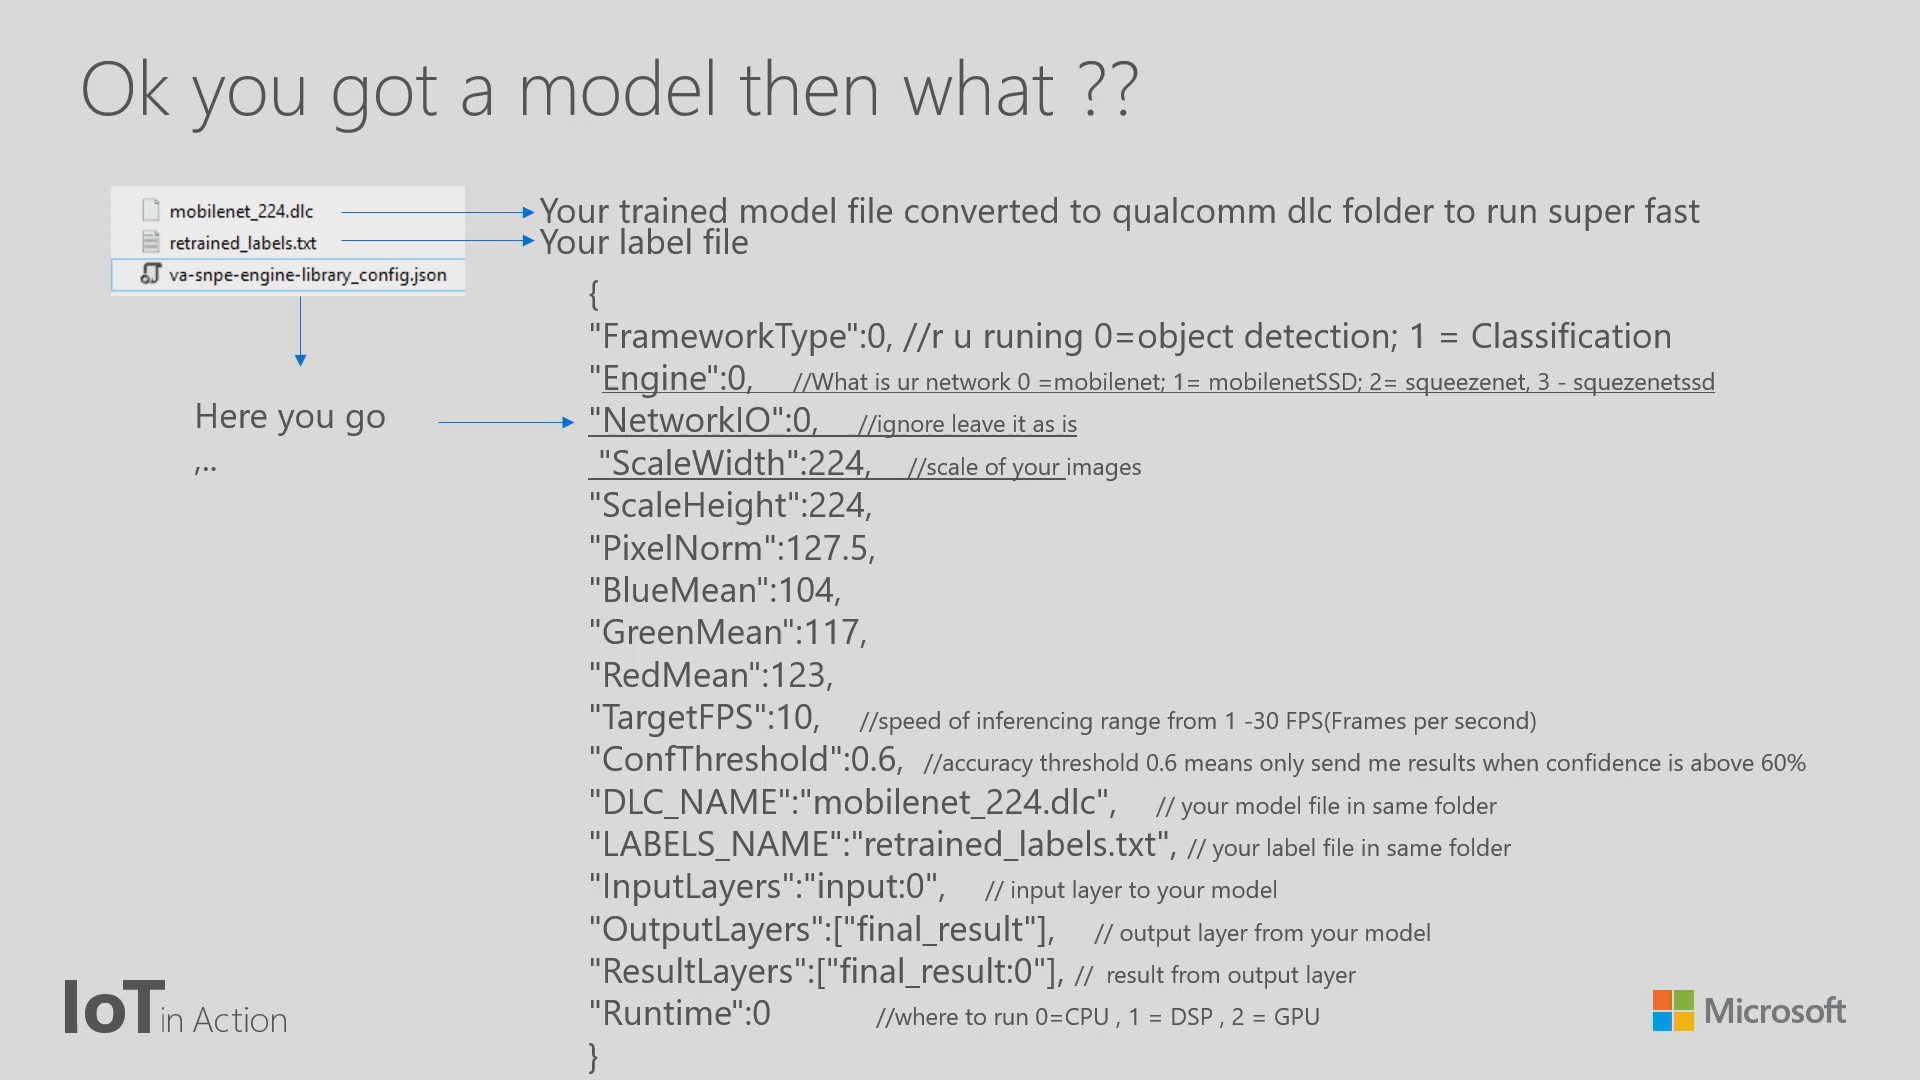 Ok you got a model then what ??
mobilenet_224.dlc
Your trained model file converted to qualcomm dlc folder to run super fast
retrained_labels.txt
Your label file
va-snpe-engine-library_config.json
Here you go
,..
{
"FrameworkType":0, //r u runing 0=object detection; 1 = Classification
"Engine":0, //What is ur network 0 =mobilenet; 1= mobilenetSSD; 2= squeezenet, 3 - squezenetssd
"NetworkIO":0, //ignore leave it as is
"ScaleWidth":224, //scale of your images
"ScaleHeight":224,
"PixelNorm":127.5,
"BlueMean":104,
"GreenMean":117,
"RedMean":123,
"TargetFPS":10, //speed of inferencing range from 1 -30 FPS(Frames per second)
"ConfThreshold":0.6, //accuracy threshold 0.6 means only send me results when confidence is above 60%
"DLC_NAME":"mobilenet_224.dlc", // your model file in same folder
"LABELS_NAME":"retrained_labels.txt", // your label file in same folder
"InputLayers":"input:0", // input layer to your model
"OutputLayers":["final_result"], // output layer from your model
"ResultLayers":["final_result:0"], // result from output layer
"Runtime":0 //where to run 0=CPU , 1 = DSP , 2 = GPU
}
IoT in Action
Microsoft